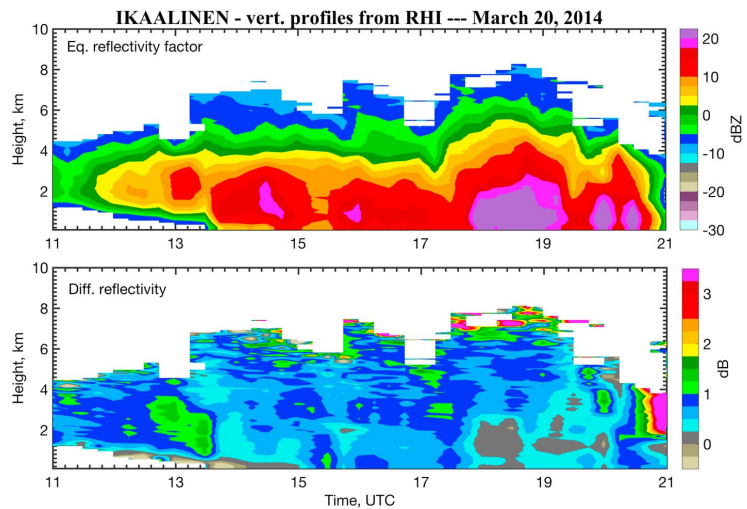 IKAALINEN - vert. profiles from RHI --- March 20, 2014
Eq. reflectivity factor
Height, km
10
8
6
4
2
11 13 15 17 19 21
20
10
0
-10
-20
-30
dBZ
Diff. reflectivity
Height, km
10
8
6
4
2
11 13 15 17 19 21
Time, UTC
3
2
1
0
dB